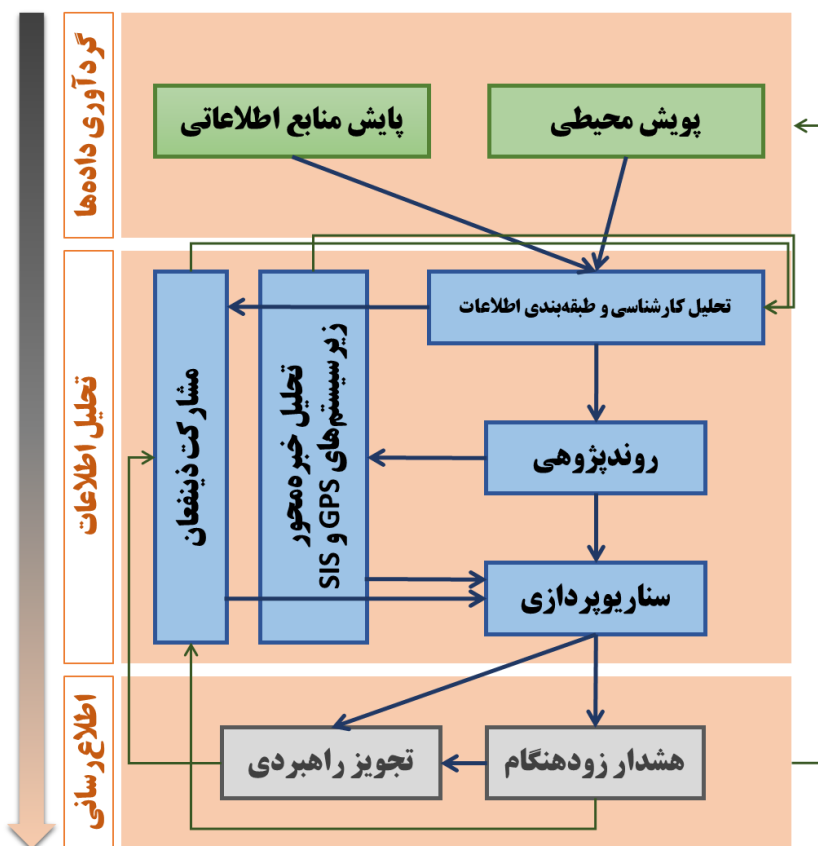 گردآوری داده‌ها
پویش محیطی
پایش منابع اطلاعاتی
تحلیل اطلاعات
تحلیل کارشناسی و طبقه‌بندی اطلاعات
روندپژوهی
سناریوپردازی
تحلیل خبره‌محور
زیرسیستم‌های GPS و SIS
مشارکت ذینفعان
اطلاع‌رسانی
هشدار زودهنگام
تجویز راهبردی